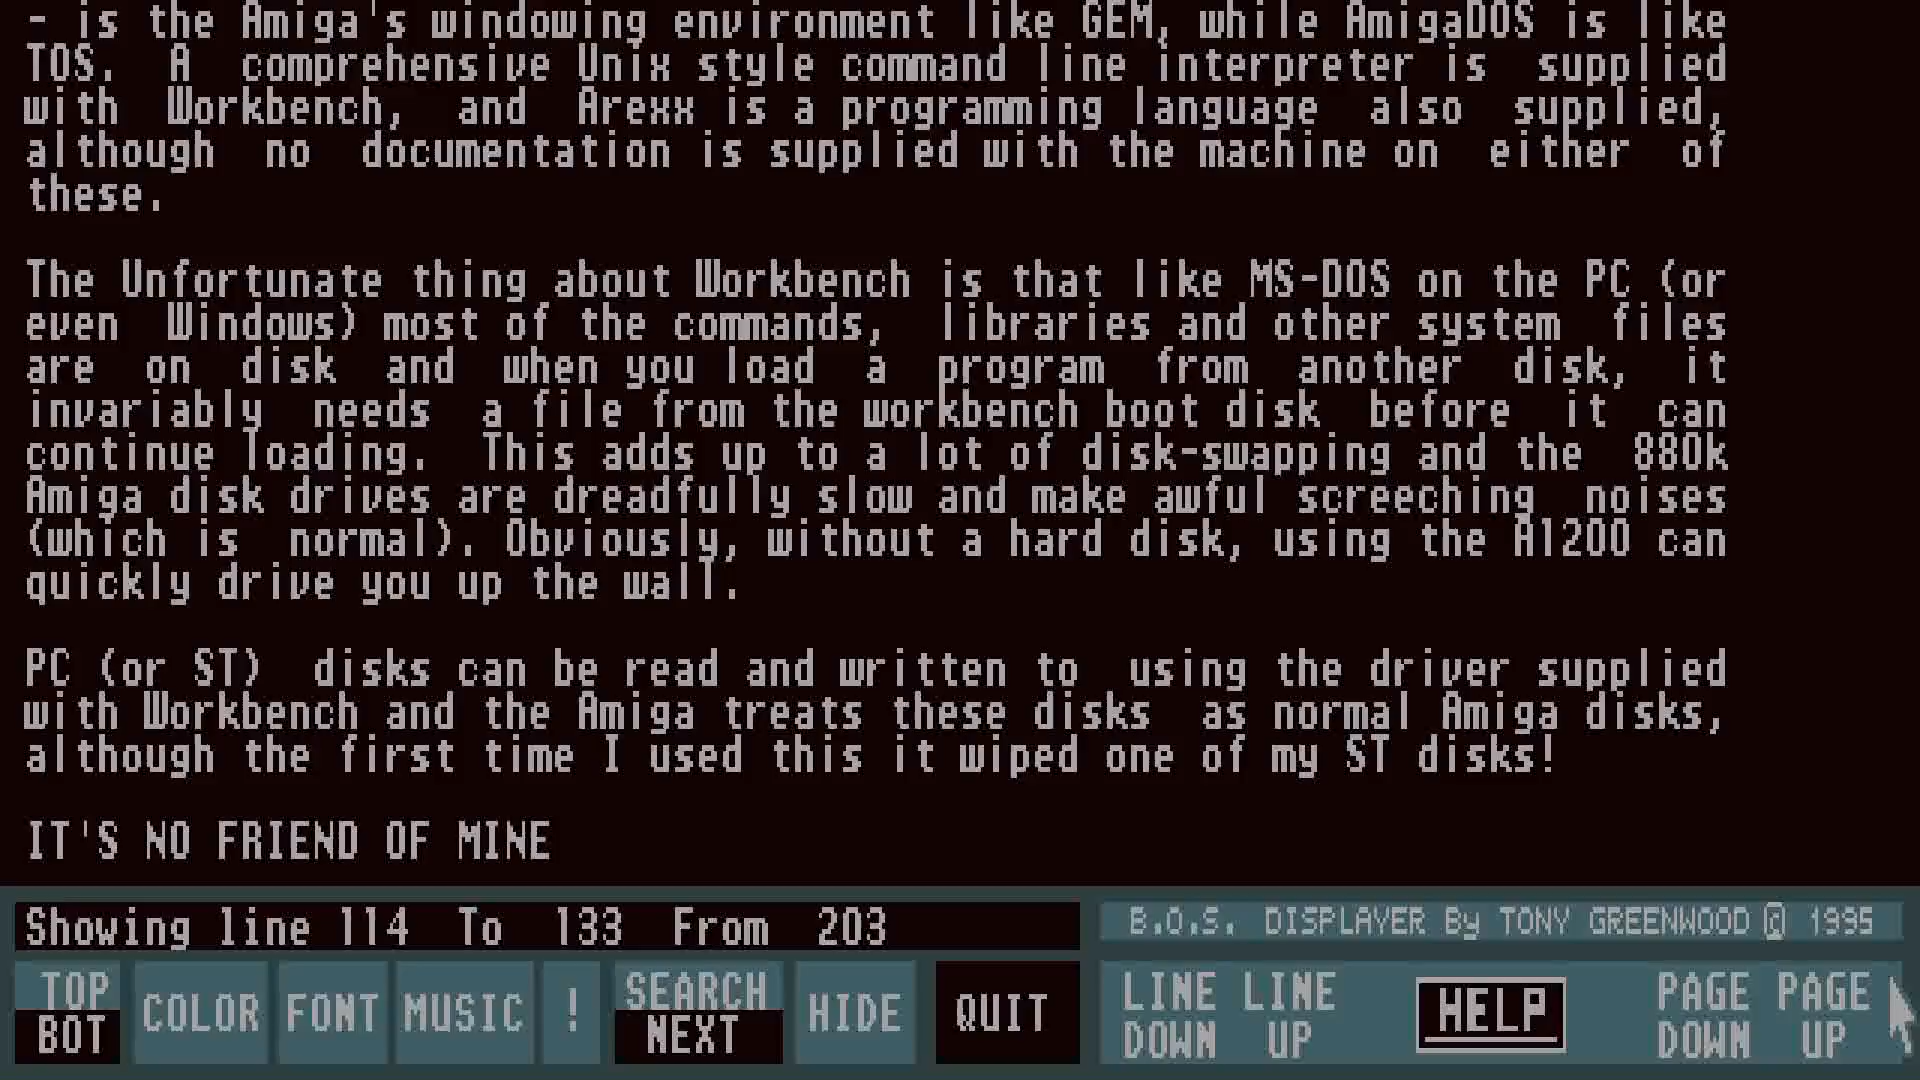 - is the Amiga's windowing environment like GEM, while AmigaDOS is like
TOS. A comprehensive Unix style command line interpreter is supplied
with Workbench, and Arexx is a programming language also supplied,
although no documentation is supplied with the machine on either of
these.
The Unfortunate thing about Workbench is that like MS-DOS on the PC (or
even Windows) most of the commands, libraries and other system files
are on disk and when you load a program from another disk, it
invariably needs a file from the workbench boot disk before it can
continue loading. This adds up to a lot of disk-swapping and the 880k
Amiga disk drives are dreadfully slow and make awful screeching noises
(which is normal). Obviously, without a hard disk, using the A1200 can
quickly drive you up the wall.
PC (or ST) disks can be read and written to using the driver supplied
with Workbench and the Amiga treats these disks as normal Amiga disks,
although the first time I used this it wiped one of my ST disks!
IT'S NO FRIEND OF MINE
Showing line 114 To 133 From 203
B.O.S. DISPLAYER By TONY GREENWOOD © 1995
TOP
BOT
COLOR
FONT
MUSIC
!
SEARCH
NEXT
HIDE
QUIT
LINE DOWN
LINE UP
HELP
PAGE DOWN
PAGE UP